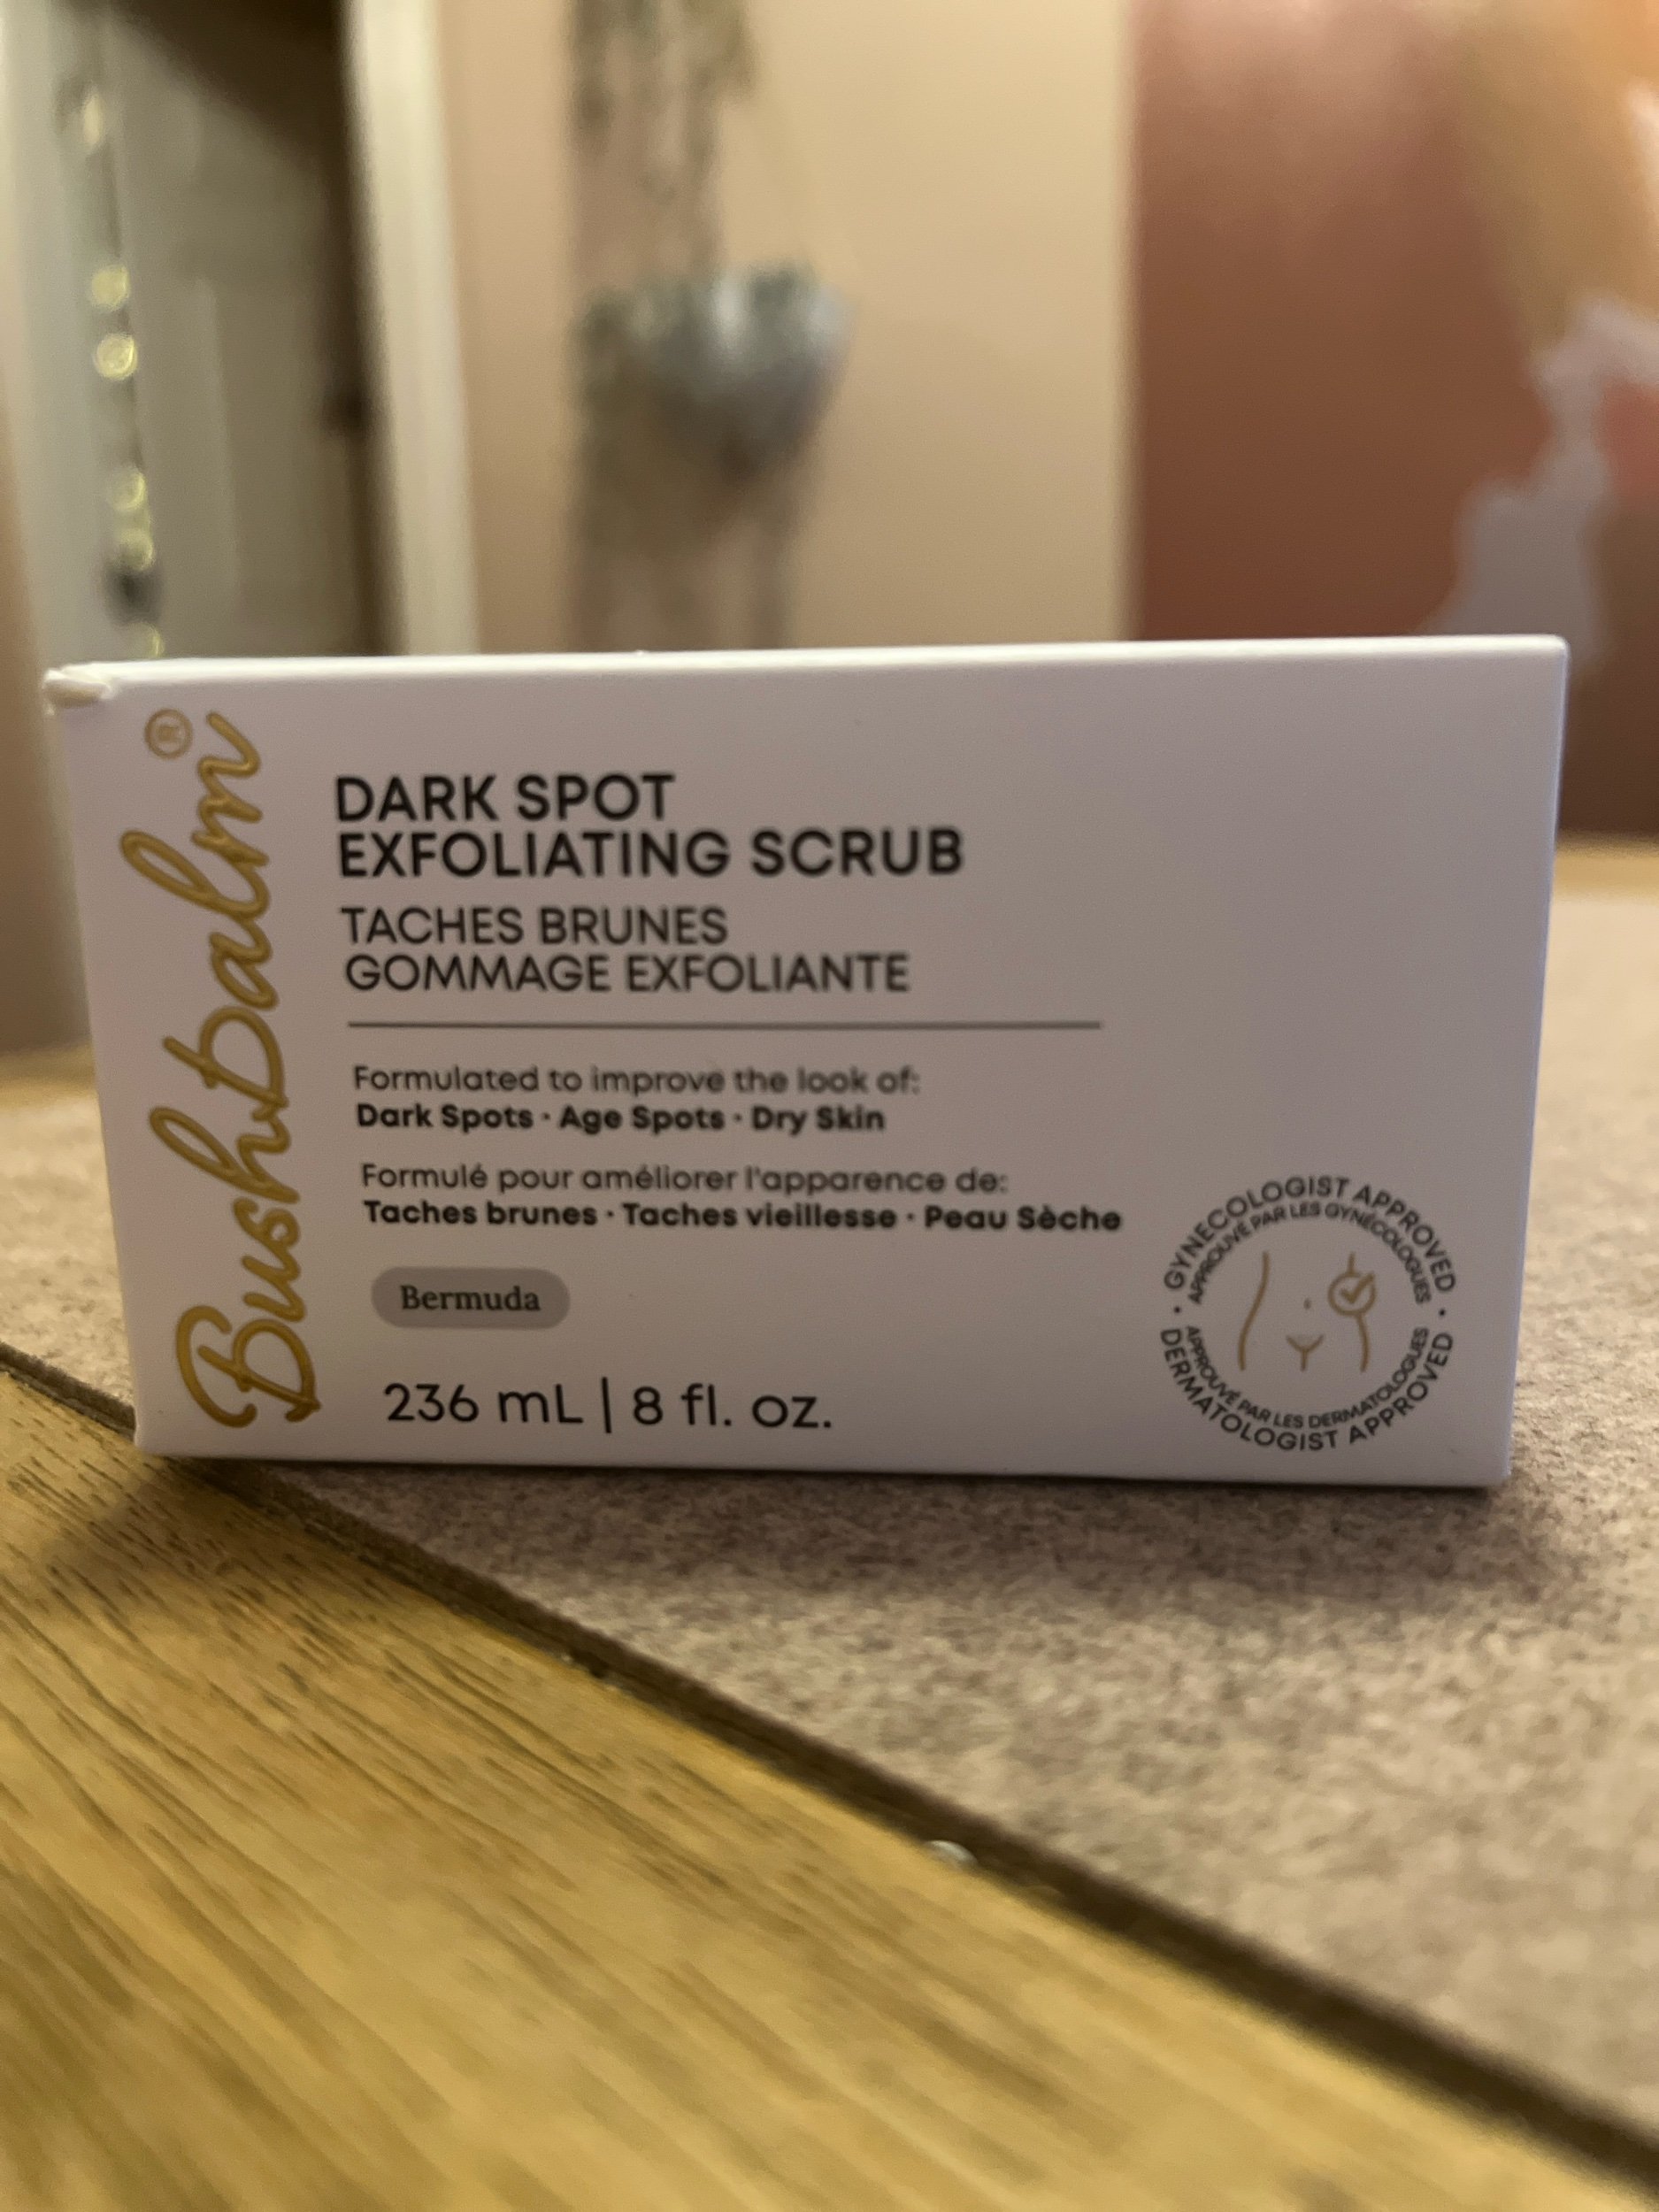 Bushbalm®
DARK SPOT
EXFOLIATING SCRUB
TACHES BRUNES
GOMMAGE EXFOLIANTE
Formulated to improve the look of:
Dark Spots · Age Spots · Dry Skin
Formulé pour améliorer l'apparence de:
Taches brunes · Taches vieillesse · Peau Sèche
Bermuda
236 mL | 8 fl. oz.
• GYNECOLOGIST APPROVED •
APPROUVÉ PAR LES GYNÉCOLOGUES
APPROUVÉ PAR LES DERMATOLOGUES
DERMATOLOGIST APPROVED